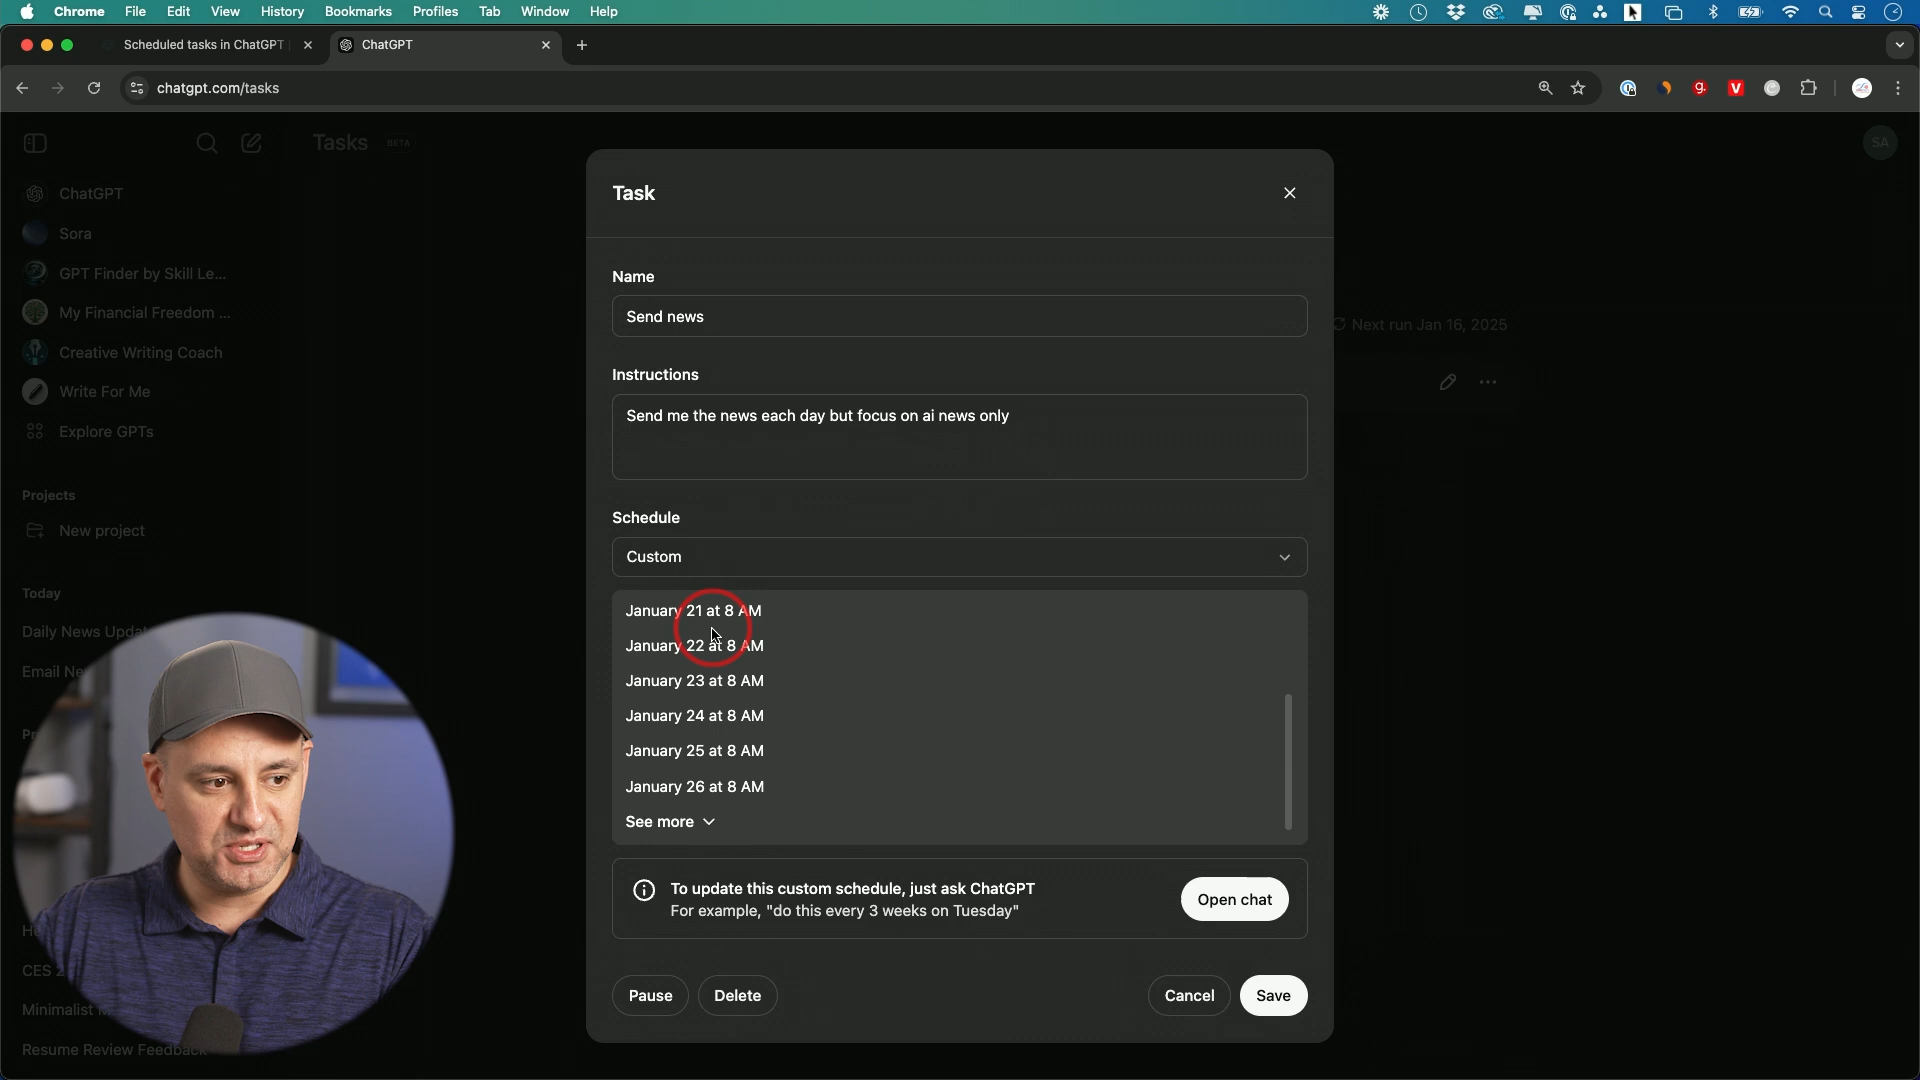 Chrome File Edit View History Bookmarks Profiles Tab Window Help
Scheduled tasks in ChatGPT
ChatGPT
chatgpt.com/tasks
Tasks BETA
SA
ChatGPT
Sora
GPT Finder by Skill Le...
My Financial Freedom ...
Creative Writing Coach
Write For Me
Explore GPTs
Projects
New project
Today
Daily News
Email
CES
Minimalist
Resume Review Feedback
Next run Jan 16, 2025
Task
Name
Send news
Instructions
Send me the news each day but focus on ai news only
Schedule
Custom
January 21 at 8 AM
January 22 at 8 AM
January 23 at 8 AM
January 24 at 8 AM
January 25 at 8 AM
January 26 at 8 AM
See more
To update this custom schedule, just ask ChatGPT
For example, "do this every 3 weeks on Tuesday"
Open chat
Pause Delete Cancel Save